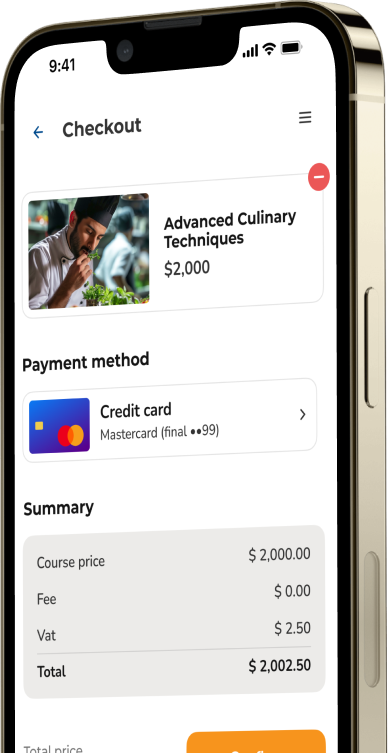 9:41
Checkout
Advanced Culinary
Techniques
$2,000
Payment method
Credit card
Mastercard (final ••99)
Summary
Course price $ 2,000.00
Fee $ 0.00
Vat $ 2.50
Total $ 2,002.50
Total price